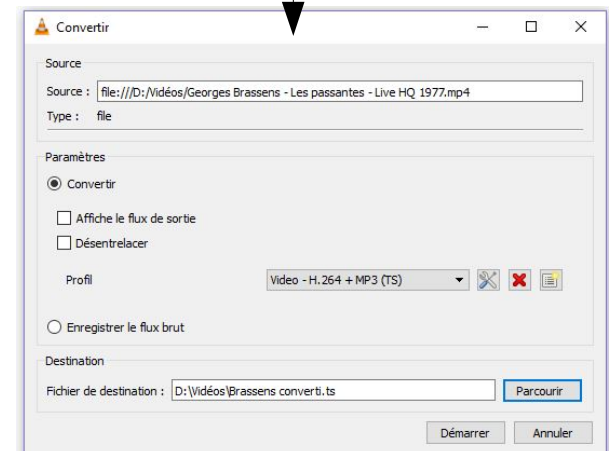 Convertir
Source
Source : file:///D:/Vidéos/Georges Brassens - Les passantes - Live HQ 1977.mp4
Type : file
Paramètres
Convertir
Affiche le flux de sortie
Désentrelacer
Profil Video - H.264 + MP3 (TS)
Enregistrer le flux brut
Destination
Fichier de destination : D:\Vidéos\Brassens converti.ts Parcourir
Démarrer Annuler